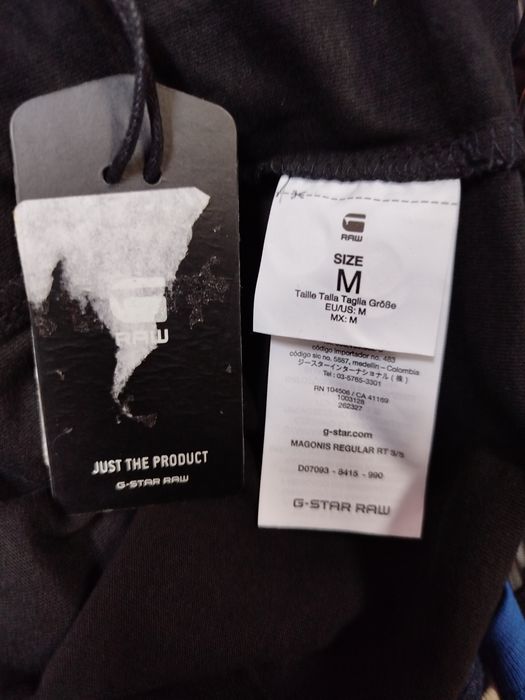 RAW
JUST THE PRODUCT
G-STAR RAW
RAW
SIZE
M
Taille Talla Taglia Größe
EU/US: M
MX: M
código importador no. 483
código sic no. 5887, medellin - Colombia
ジースターインターナショナル(株)
Tel : 03-5765-3301
RN 104506 / CA 41169
1003128
262327
g-star.com
MAGONIS REGULAR RT S/S
D07093 - 8415 - 990
G-STAR RAW